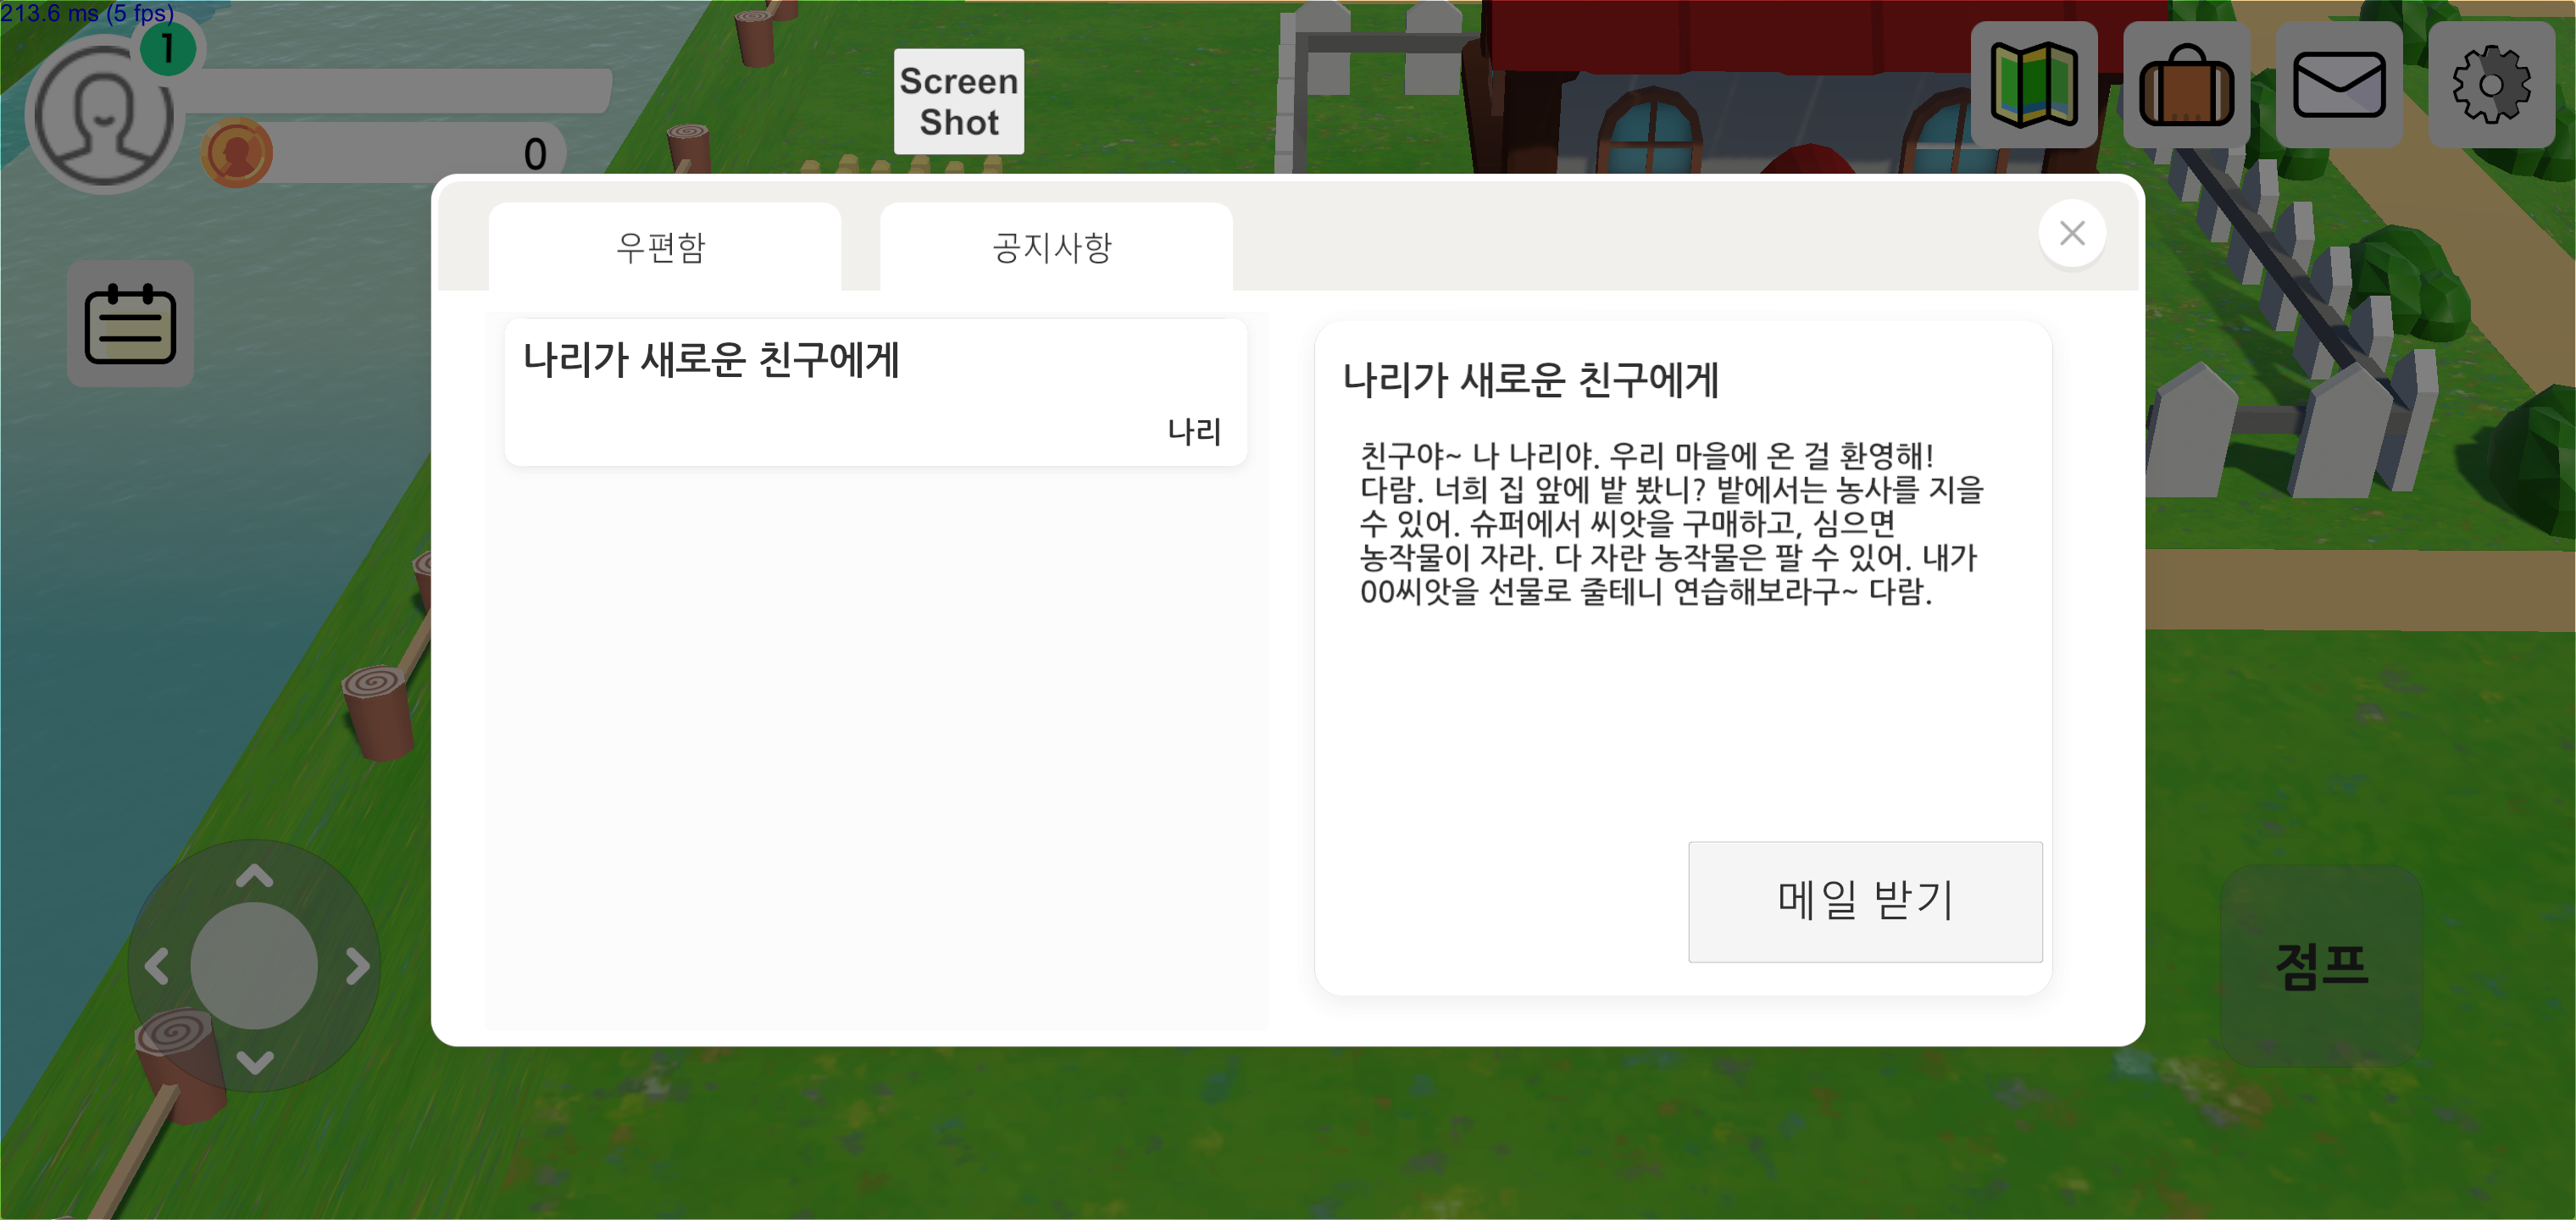 213.6 ms (5 fps)
1
Screen
Shot
0
우편함
공지사항
나리가 새로운 친구에게
나리
나리가 새로운 친구에게
친구야~ 나 나리야. 우리 마을에 온 걸 환영해!
다람. 너희 집 앞에 밭 봤니? 밭에서는 농사를 지을
수 있어. 슈퍼에서 씨앗을 구매하고, 심으면
농작물이 자라. 다 자란 농작물은 팔 수 있어. 내가
00씨앗을 선물로 줄테니 연습해보라구~ 다람.
메일 받기
점프